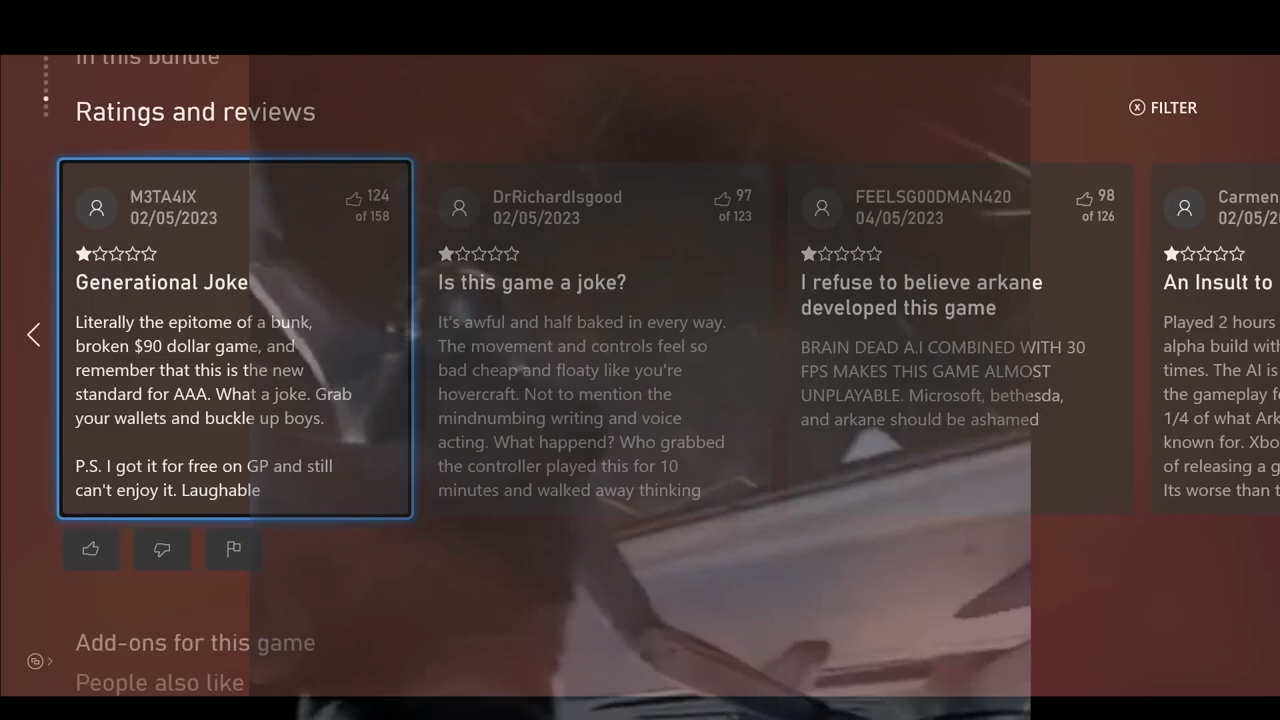 In this bundle
Ratings and reviews
FILTER
M3TA4IX
02/05/2023
124
of 158
Generational Joke
Literally the epitome of a bunk,
broken $90 dollar game, and
remember that this is the new
standard for AAA. What a joke. Grab
your wallets and buckle up boys.
P.S. I got it for free on GP and still
can't enjoy it. Laughable
DrRichardIsgood
02/05/2023
97
of 123
Is this game a joke?
It's awful and half baked in every way.
The movement and controls feel so
bad cheap and floaty like you're
hovercraft. Not to mention the
mindnumbing writing and voice
acting. What happend? Who grabbed
the controller played this for 10
minutes and walked away thinking
FEELSG00DMAN420
04/05/2023
98
of 126
I refuse to believe arkane
developed this game
BRAIN DEAD A.I COMBINED WITH 30
FPS MAKES THIS GAME ALMOST
UNPLAYABLE. Microsoft, bethesda,
and arkane should be ashamed
Carmen
02/05/2
An Insult to
Played 2 hours
alpha build with
times. The AI is
the gameplay f
1/4 of what Ark
known for. Xbo
of releasing a g
Its worse than t
Add-ons for this game
People also like